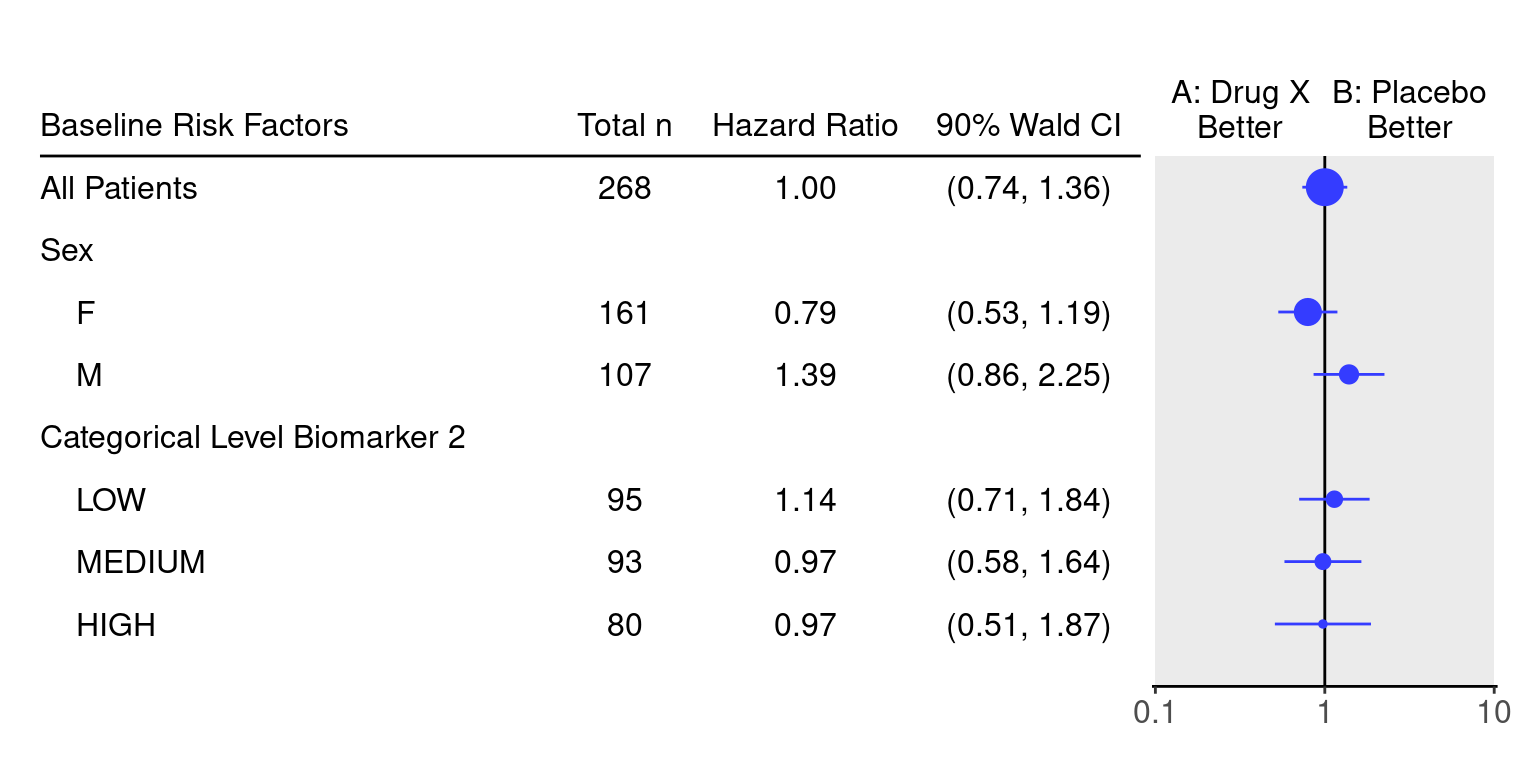 A: Drug X B: Placebo
Better Better
Baseline Risk Factors Total n Hazard Ratio 90% Wald CI
All Patients 268 1.00 (0.74, 1.36)
Sex
F 161 0.79 (0.53, 1.19)
M 107 1.39 (0.86, 2.25)
Categorical Level Biomarker 2
LOW 95 1.14 (0.71, 1.84)
MEDIUM 93 0.97 (0.58, 1.64)
HIGH 80 0.97 (0.51, 1.87)
0.1 1 10